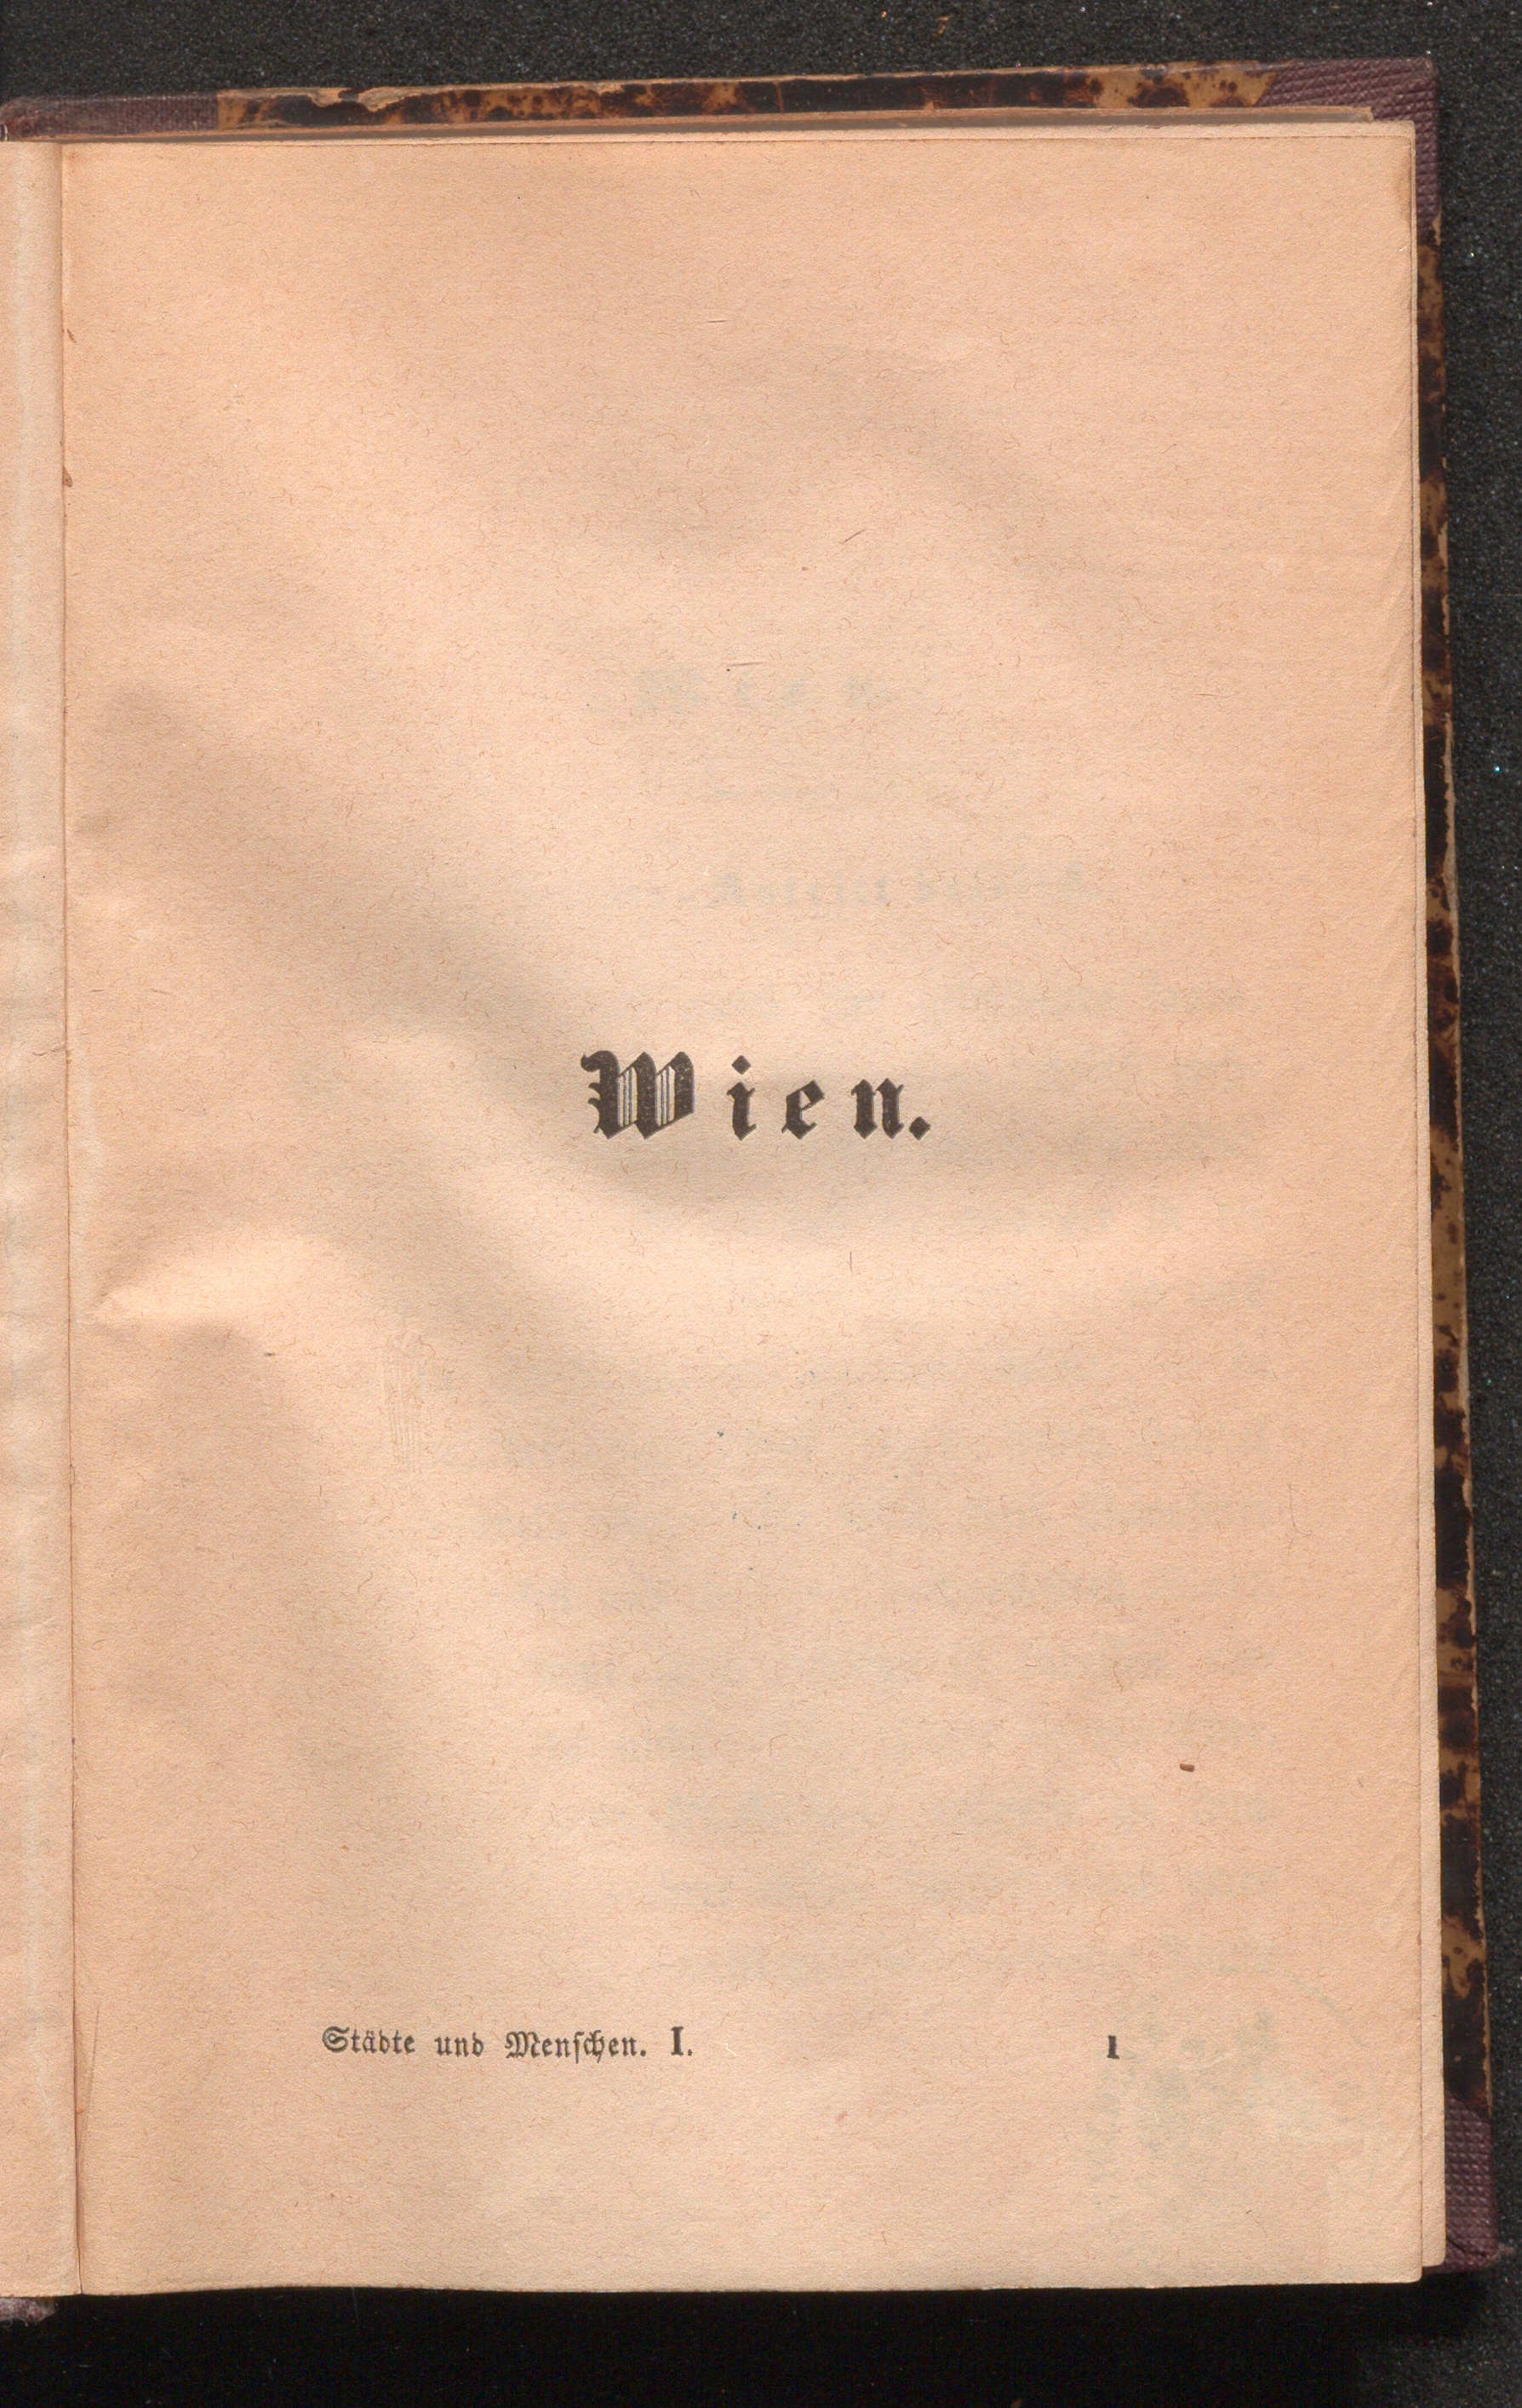 Wien.
Städte und Menschen. I. 1